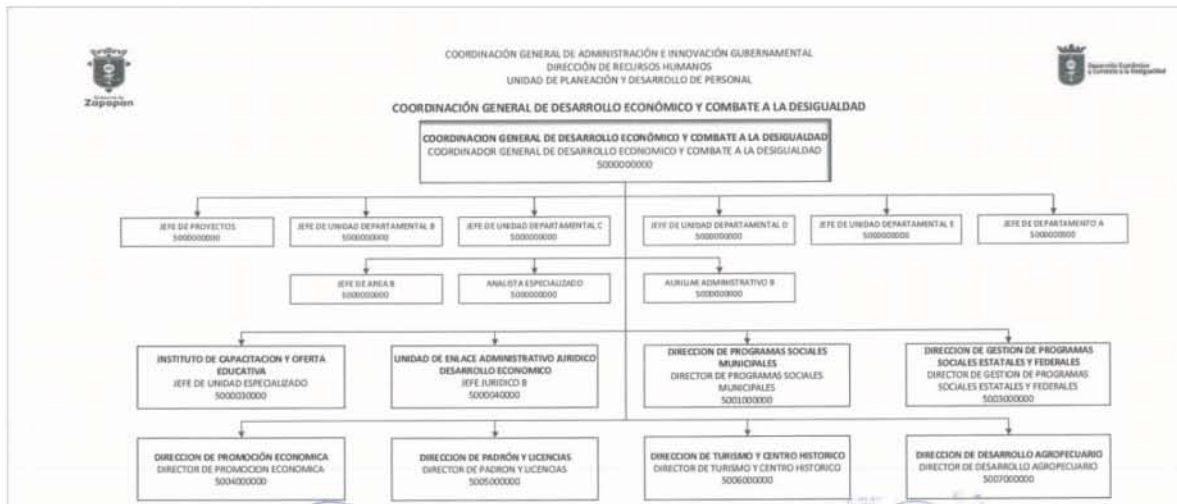 COORDINACIÓN GENERAL DE ADMINISTRACIÓN E INNOVACIÓN GUBERNAMENTAL
DIRECCIÓN DE RECURSOS HUMANOS
UNIDAD DE PLANEACIÓN Y DESARROLLO DE PERSONAL
Zapopan
Desarrollo Económico
y Combate a la Desigualdad
COORDINACIÓN GENERAL DE DESARROLLO ECONÓMICO Y COMBATE A LA DESIGUALDAD
COORDINACION GENERAL DE DESARROLLO ECONÓMICO Y COMBATE A LA DESIGUALDAD
COORDINADOR GENERAL DE DESARROLLO ECONOMICO Y COMBATE A LA DESIGUALDAD
5000000000
JEFE DE PROYECTOS
5000000000
JEFE DE UNIDAD DEPARTAMENTAL B
5000000000
JEFE DE UNIDAD DEPARTAMENTAL C
5000000000
JEFE DE UNIDAD DEPARTAMENTAL D
5000000000
JEFE DE UNIDAD DEPARTAMENTAL E
5000000000
JEFE DE DEPARTAMENTO A
5000000000
JEFE DE AREA B
5000000000
ANALISTA ESPECIALIZADO
5000000000
AUXILIAR ADMINISTRATIVO B
5000000000
INSTITUTO DE CAPACITACION Y OFERTA
EDUCATIVA
JEFE DE UNIDAD ESPECIALIZADO
5000030000
UNIDAD DE ENLACE ADMINISTRATIVO JURIDICO
DESARROLLO ECONOMICO
JEFE JURIDICO B
5000040000
DIRECCION DE PROGRAMAS SOCIALES
MUNICIPALES
DIRECTOR DE PROGRAMAS SOCIALES
MUNICIPALES
5001000000
DIRECCION DE GESTION DE PROGRAMAS
SOCIALES ESTATALES Y FEDERALES
DIRECTOR DE GESTION DE PROGRAMAS
SOCIALES ESTATALES Y FEDERALES
5003000000
DIRECCION DE PROMOCIÓN ECONOMICA
DIRECTOR DE PROMOCION ECONOMICA
5004000000
DIRECCION DE PADRÓN Y LICENCIAS
DIRECTOR DE PADRON Y LICENCIAS
5005000000
DIRECCION DE TURISMO Y CENTRO HISTORICO
DIRECTOR DE TURISMO Y CENTRO HISTORICO
5006000000
DIRECCION DE DESARROLLO AGROPECUARIO
DIRECTOR DE DESARROLLO AGROPECUARIO
5007000000